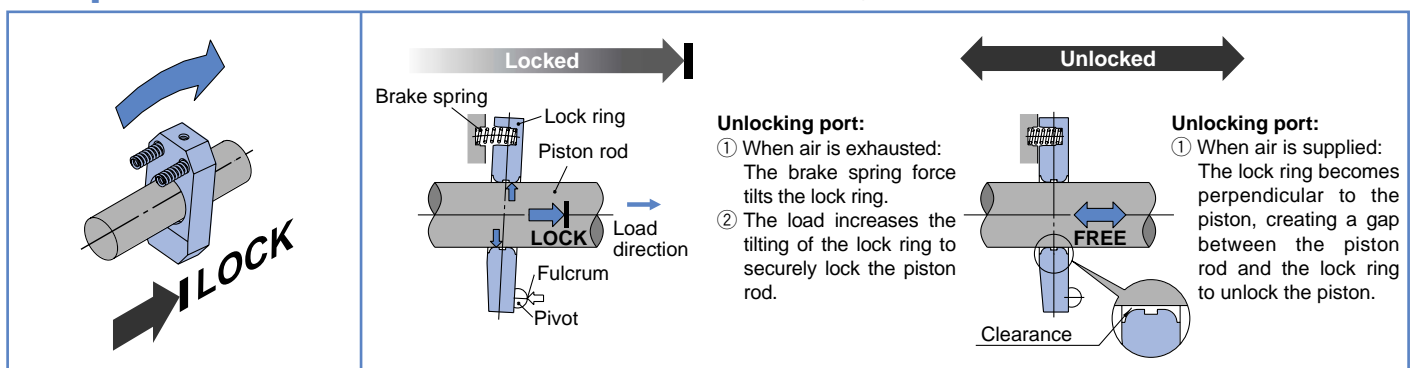 LOCK
Locked
Brake spring
Lock ring
Piston rod
LOCK
Load
direction
Fulcrum
Pivot
Unlocking port:
① When air is exhausted:
The brake spring force
tilts the lock ring.
② The load increases the
tilting of the lock ring to
securely lock the piston
rod.
Unlocked
FREE
Clearance
Unlocking port:
① When air is supplied:
The lock ring becomes
perpendicular to the
piston, creating a gap
between the piston
rod and the lock ring
to unlock the piston.